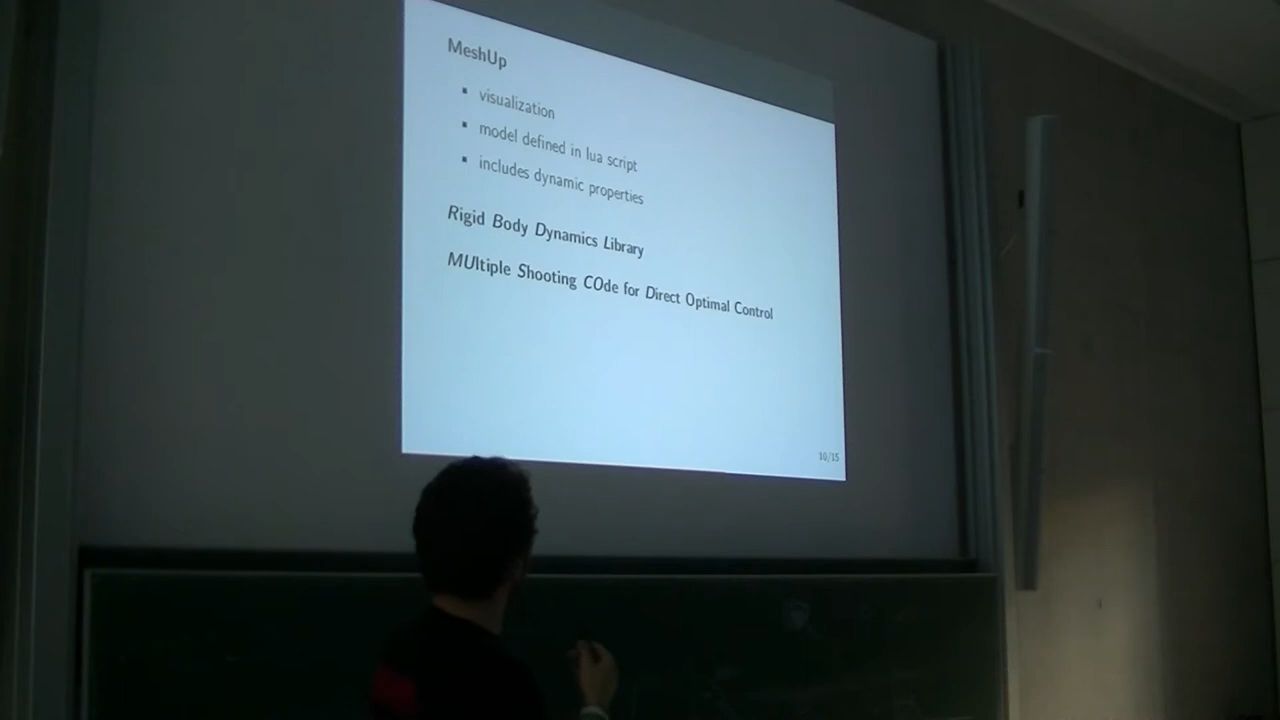 MeshUp
▪ visualization
▪ model defined in lua script
▪ includes dynamic properties
Rigid Body Dynamics Library
MUltiple Shooting COde for Direct Optimal Control
10/15